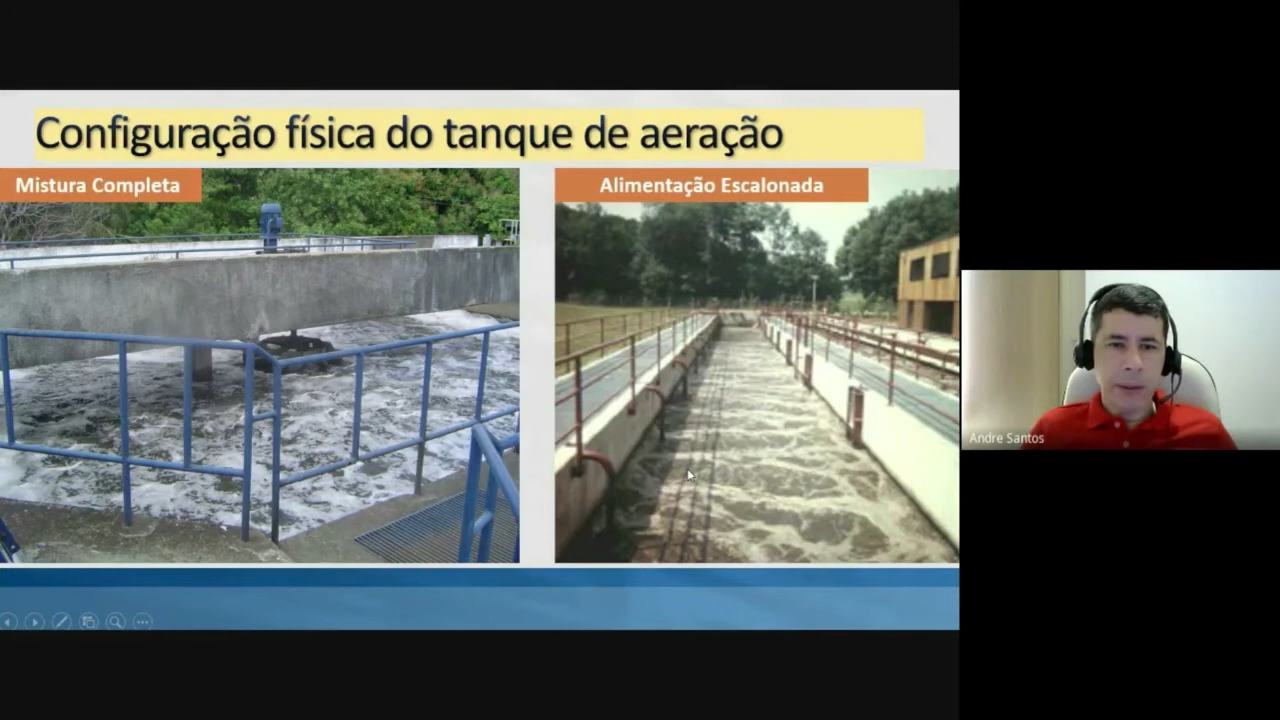 Configuração física do tanque de aeração
Mistura Completa
Alimentação Escalonada
Andre Santos